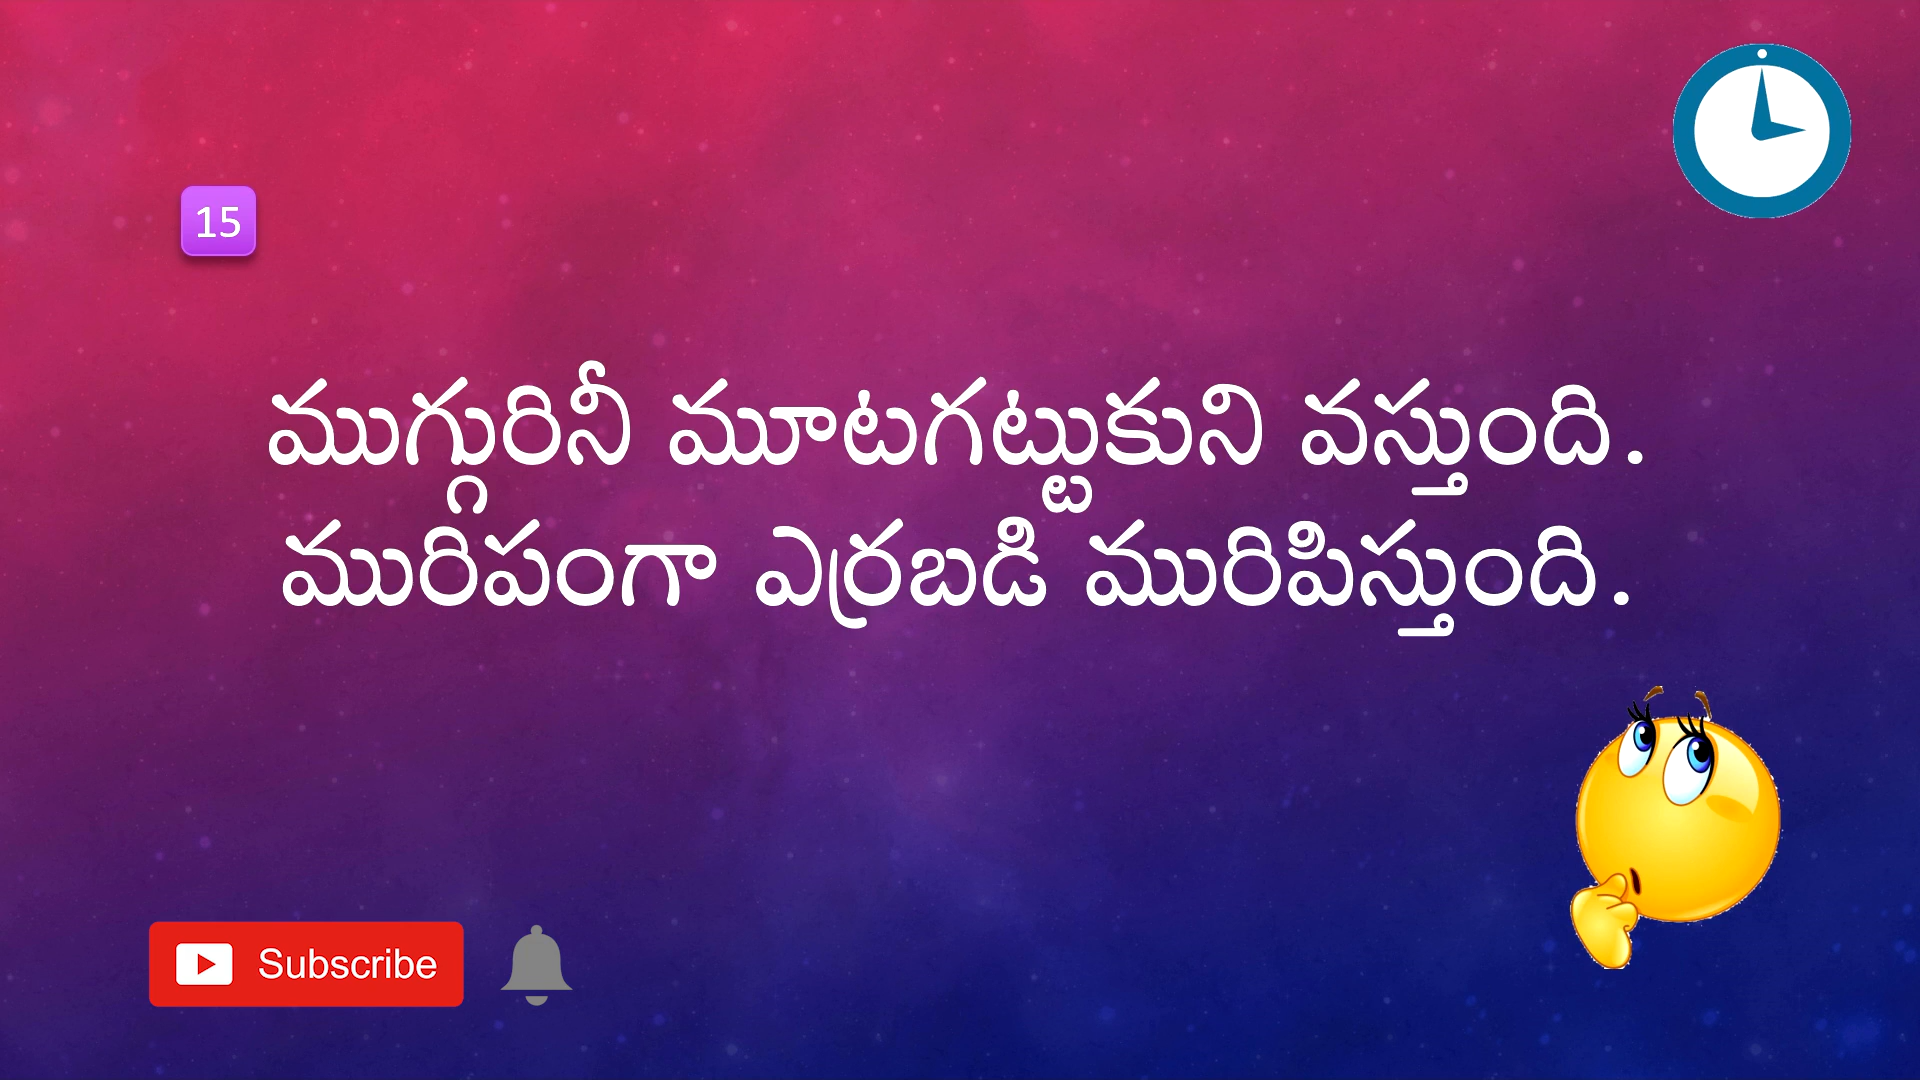 15
ముగ్గురినీ మూటగట్టుకుని వస్తుంది.
మురిపంగా ఎర్రబడి మురిపిస్తుంది.
Subscribe